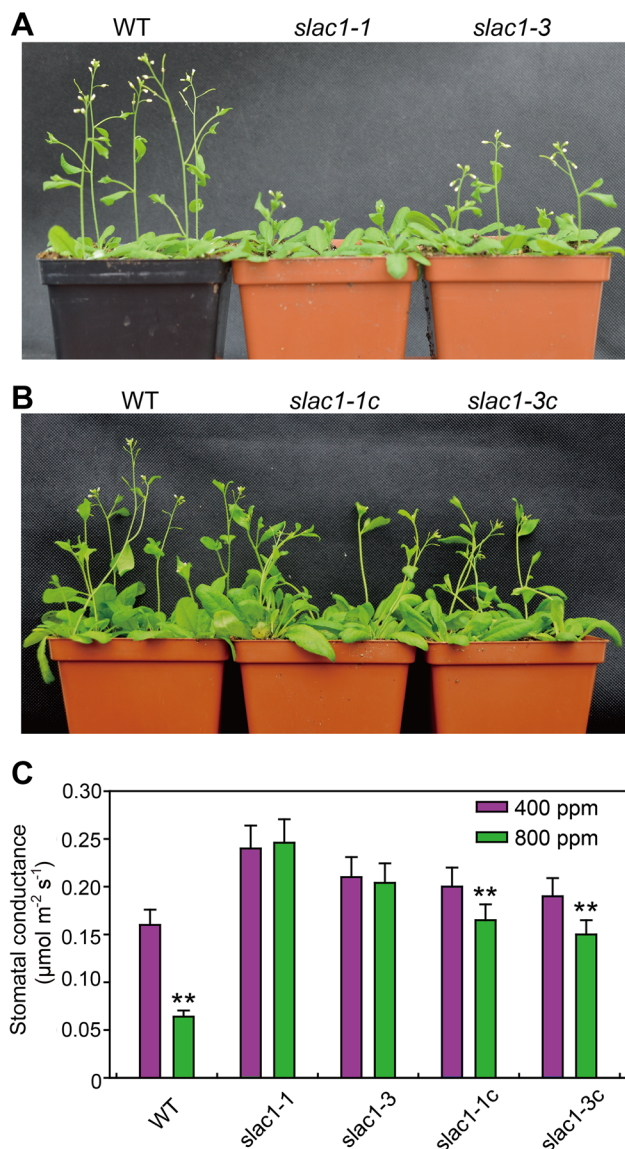 A
WT slac1-1 slac1-3
B
WT slac1-1c slac1-3c
C
Stomatal conductance
(µmol m⁻² s⁻¹)
0.30
0.25
0.20
0.15
0.10
0.05
0
400 ppm
800 ppm
**
**
**
WT
slac1-1
slac1-3
slac1-1c
slac1-3c